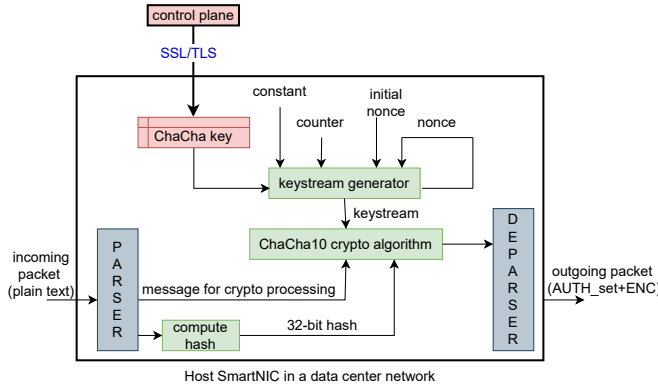 control plane
SSL/TLS
constant
initial
nonce
counter
nonce
ChaCha key
keystream generator
keystream
D
E
P
A
R
S
E
R
ChaCha10 crypto algorithm
incoming
packet
(plain text)
P
A
R
S
E
R
message for crypto processing
compute
hash
32-bit hash
outgoing packet
(AUTH_set+ENC)
Host SmartNIC in a data center network